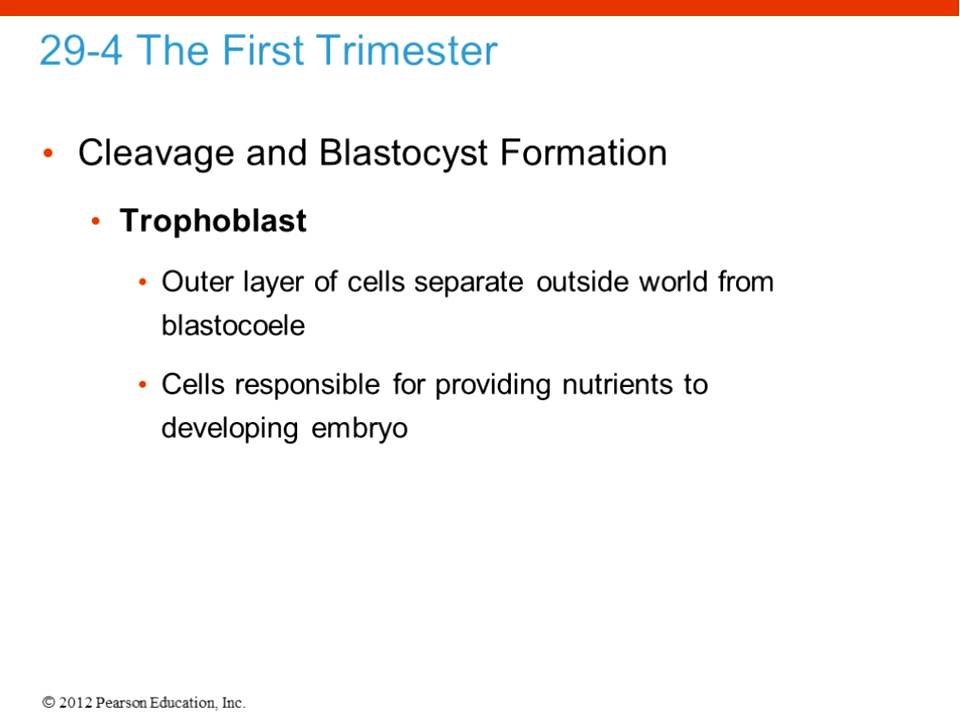 29-4 The First Trimester
• Cleavage and Blastocyst Formation
• Trophoblast
• Outer layer of cells separate outside world from
blastocoele
• Cells responsible for providing nutrients to
developing embryo
© 2012 Pearson Education, Inc.